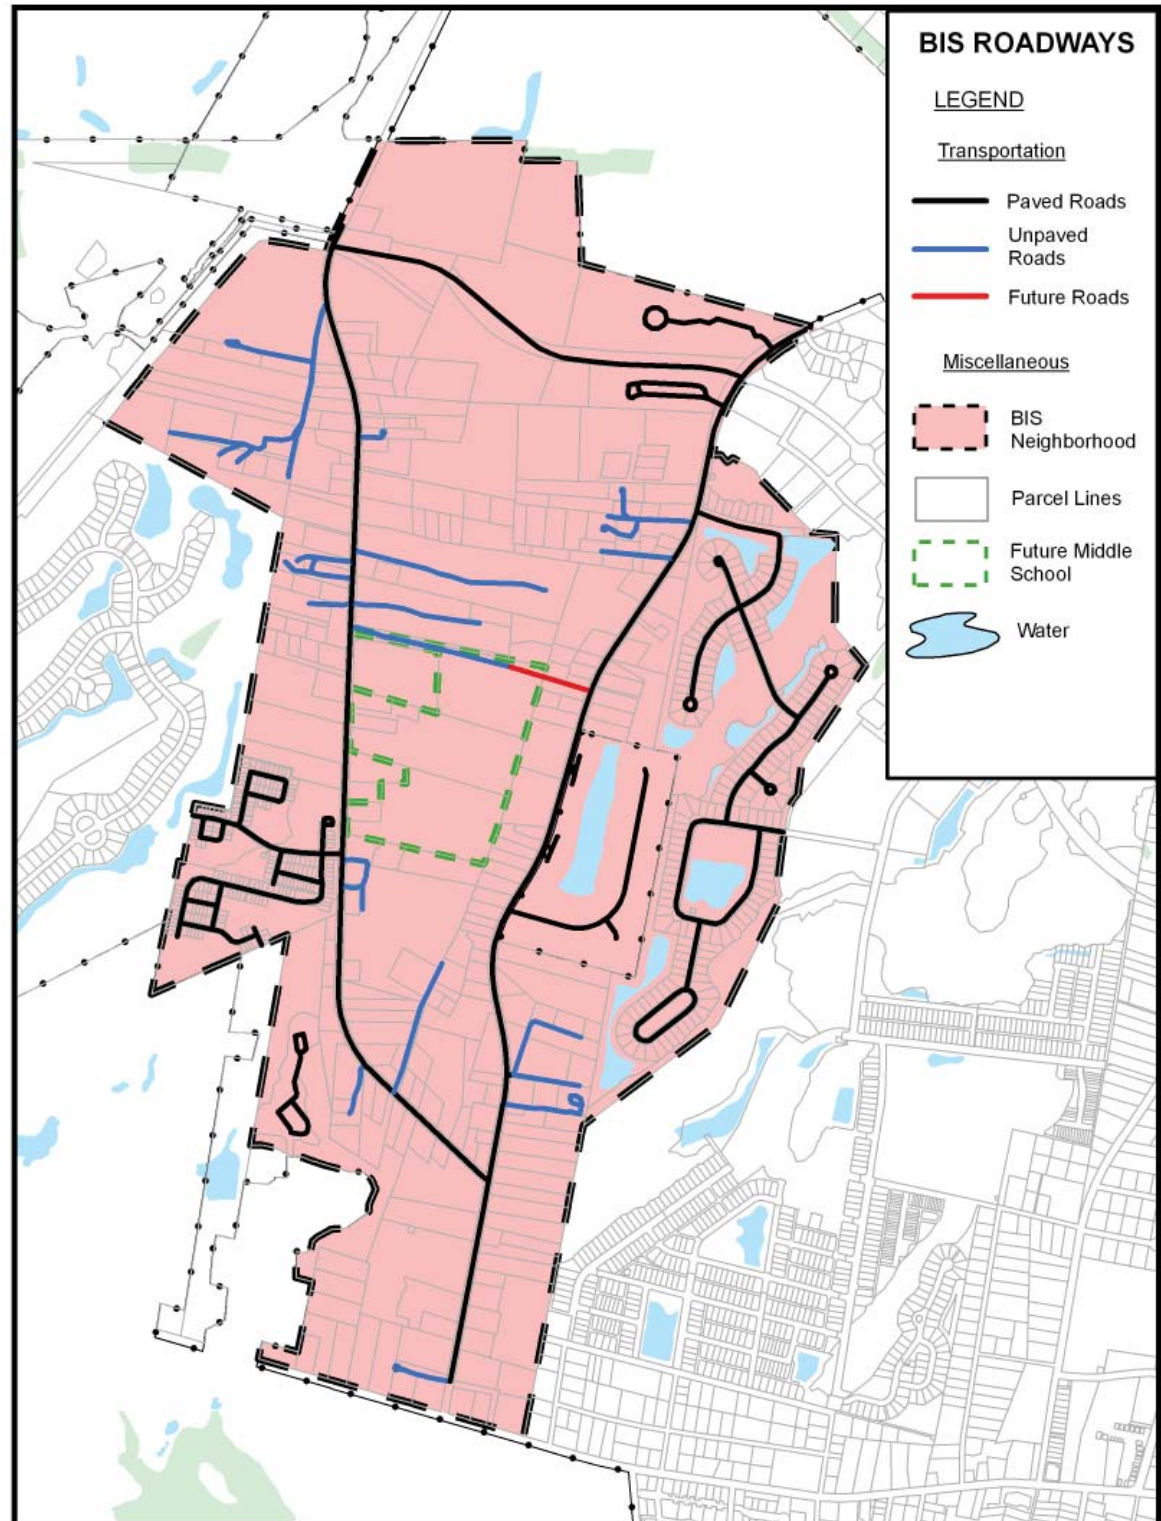 BIS ROADWAYS
LEGEND
Transportation
Paved Roads
Unpaved
Roads
Future Roads
Miscellaneous
BIS
Neighborhood
Parcel Lines
Future Middle
School
Water